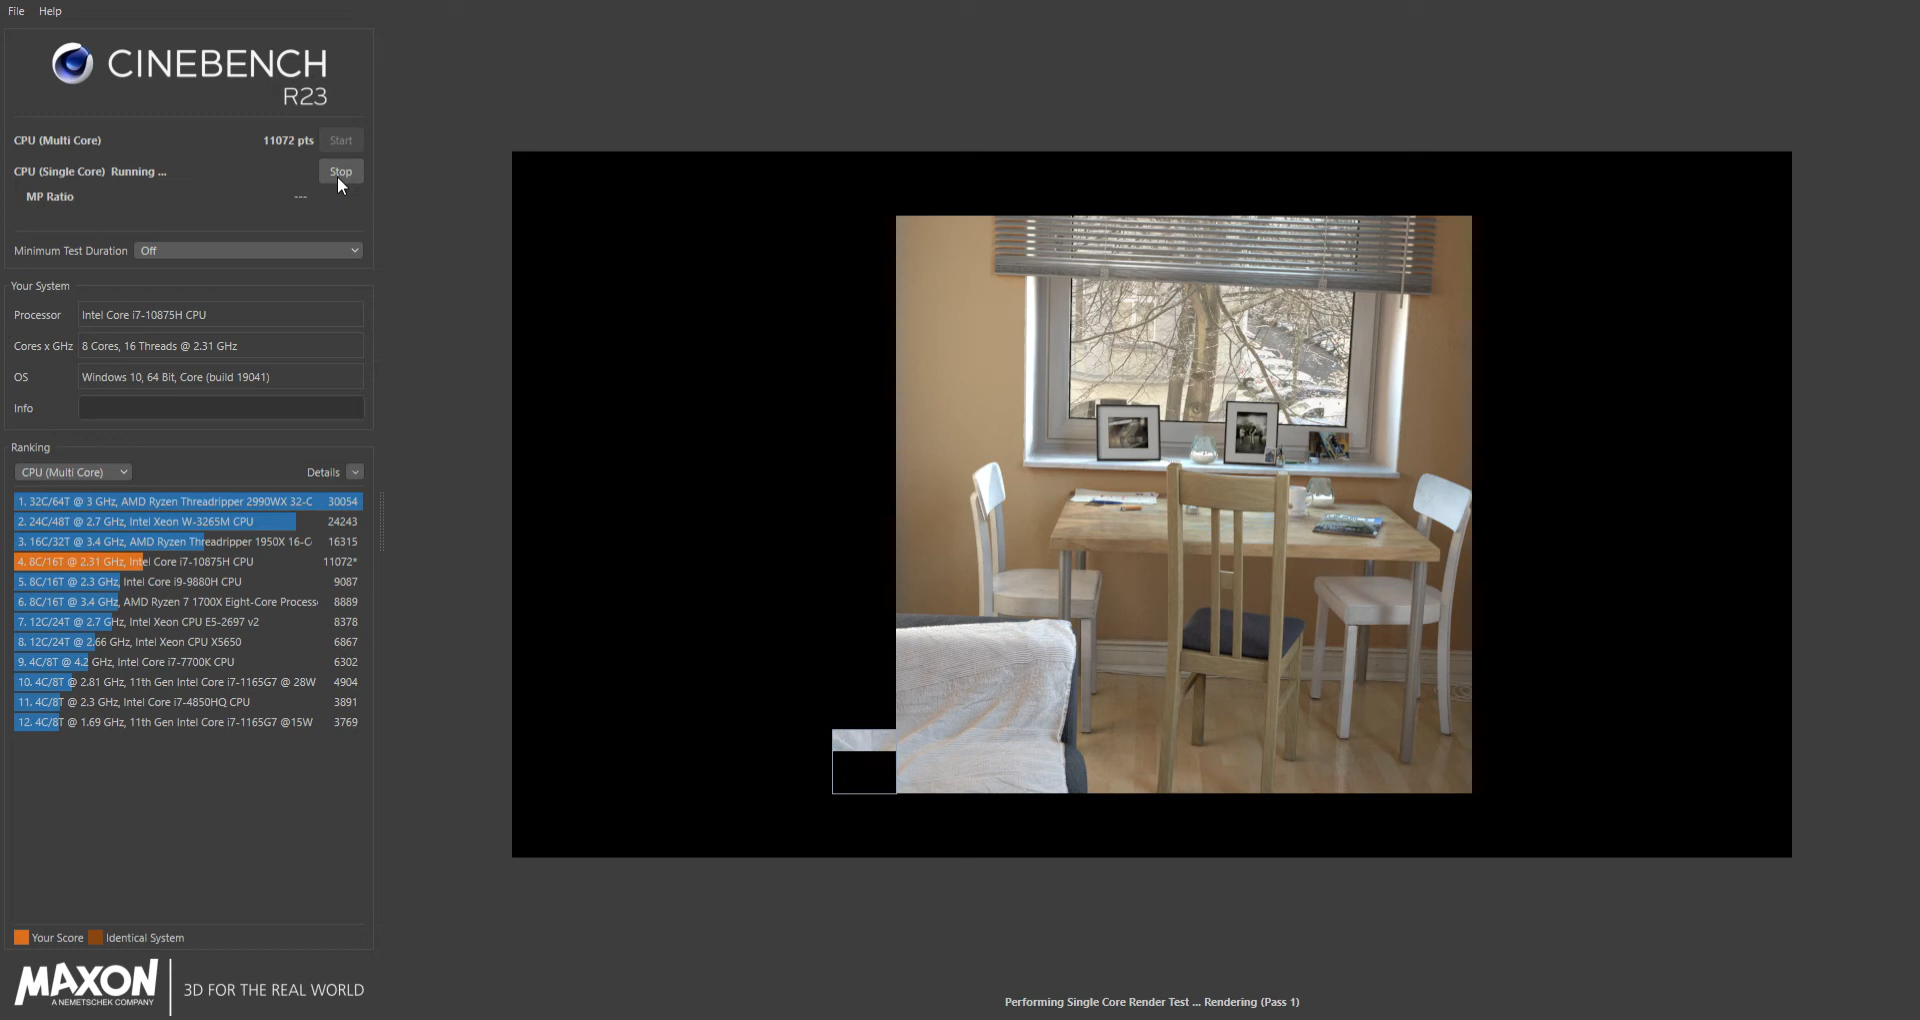 File Help
CINEBENCH
R23
CPU (Multi Core) 11072 pts Start
CPU (Single Core) Running ... Stop
MP Ratio ---
Minimum Test Duration Off
Your System
Processor Intel Core i7-10875H CPU
Cores x GHz 8 Cores, 16 Threads @ 2.31 GHz
OS Windows 10, 64 Bit, Core (build 19041)
Info
Ranking
CPU (Multi Core) Details
1. 32C/64T @ 3 GHz, AMD Ryzen Threadripper 2990WX 32-C 30054
2. 24C/48T @ 2.7 GHz, Intel Xeon W-3265M CPU 24243
3. 16C/32T @ 3.4 GHz, AMD Ryzen Threadripper 1950X 16-C 16315
4. 8C/16T @ 2.31 GHz, Intel Core i7-10875H CPU 11072*
5. 8C/16T @ 2.3 GHz, Intel Core i9-9880H CPU 9087
6. 8C/16T @ 3.4 GHz, AMD Ryzen 7 1700X Eight-Core Process 8889
7. 12C/24T @ 2.7 GHz, Intel Xeon CPU E5-2697 v2 8378
8. 12C/24T @ 2.66 GHz, Intel Xeon CPU X5650 6867
9. 4C/8T @ 4.2 GHz, Intel Core i7-7700K CPU 6302
10. 4C/8T @ 2.81 GHz, 11th Gen Intel Core i7-1165G7 @ 28W 4904
11. 4C/8T @ 2.3 GHz, Intel Core i7-4850HQ CPU 3891
12. 4C/8T @ 1.69 GHz, 11th Gen Intel Core i7-1165G7 @15W 3769
Your Score Identical System
MAXON
A NEMETSCHEK COMPANY
3D FOR THE REAL WORLD
Performing Single Core Render Test ... Rendering (Pass 1)